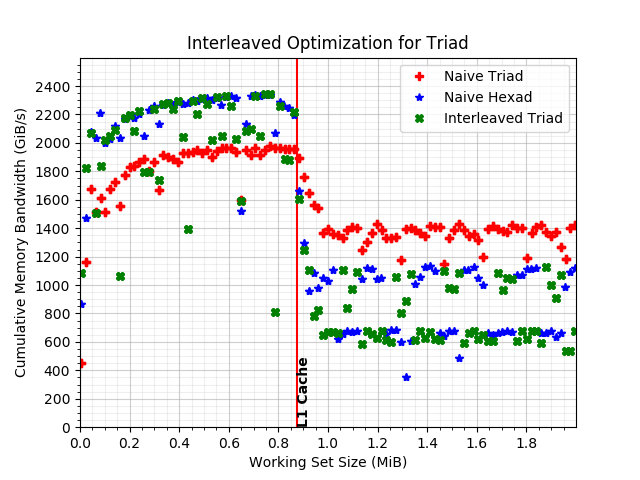 Interleaved Optimization for Triad
Cumulative Memory Bandwidth (GiB/s)
2400
2200
2000
1800
1600
1400
1200
1000
800
600
400
200
0
Naive Triad
Naive Hexad
Interleaved Triad
L1 Cache
0.0 0.2 0.4 0.6 0.8 1.0 1.2 1.4 1.6 1.8
Working Set Size (MiB)